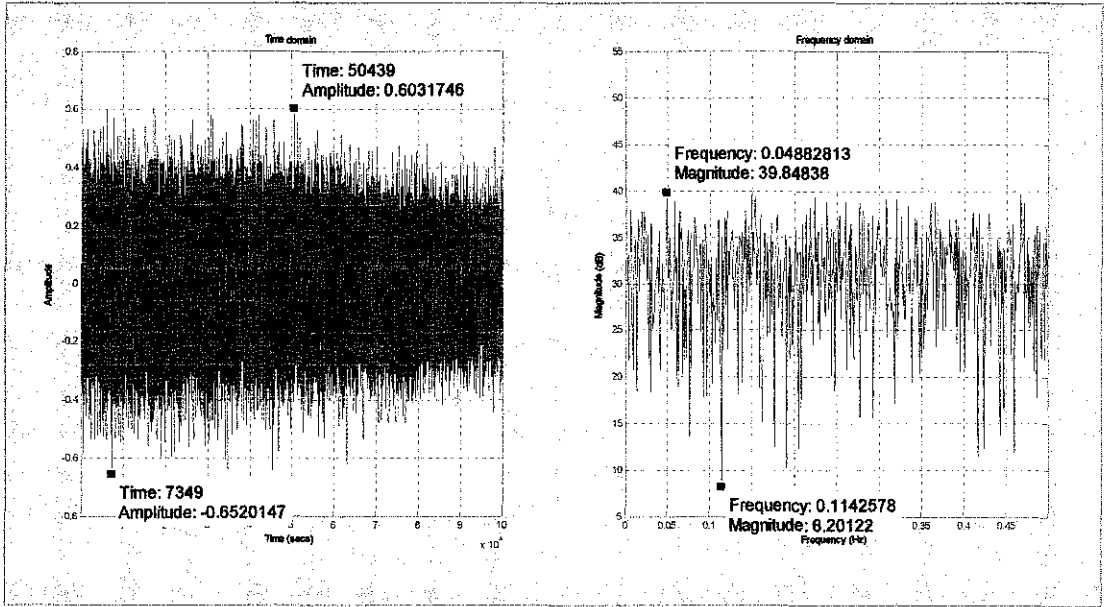 Time domain
0.8
0.6
0.4
0.2
0
-0.2
-0.4
-0.6
Amplitude
Time: 50439
Amplitude: 0.6031746
Time: 7349
Amplitude: -0.6520147
5
6
7
8
9
10
x 10
Time (secs)
Frequency domain
55
50
45
40
35
30
25
20
15
10
5
Magnitude (dB)
Frequency: 0.04882813
Magnitude: 39.84838
Frequency: 0.1142578
Magnitude: 6.20122
0
0.05
0.1
0.35
0.4
0.45
Frequency (Hz)